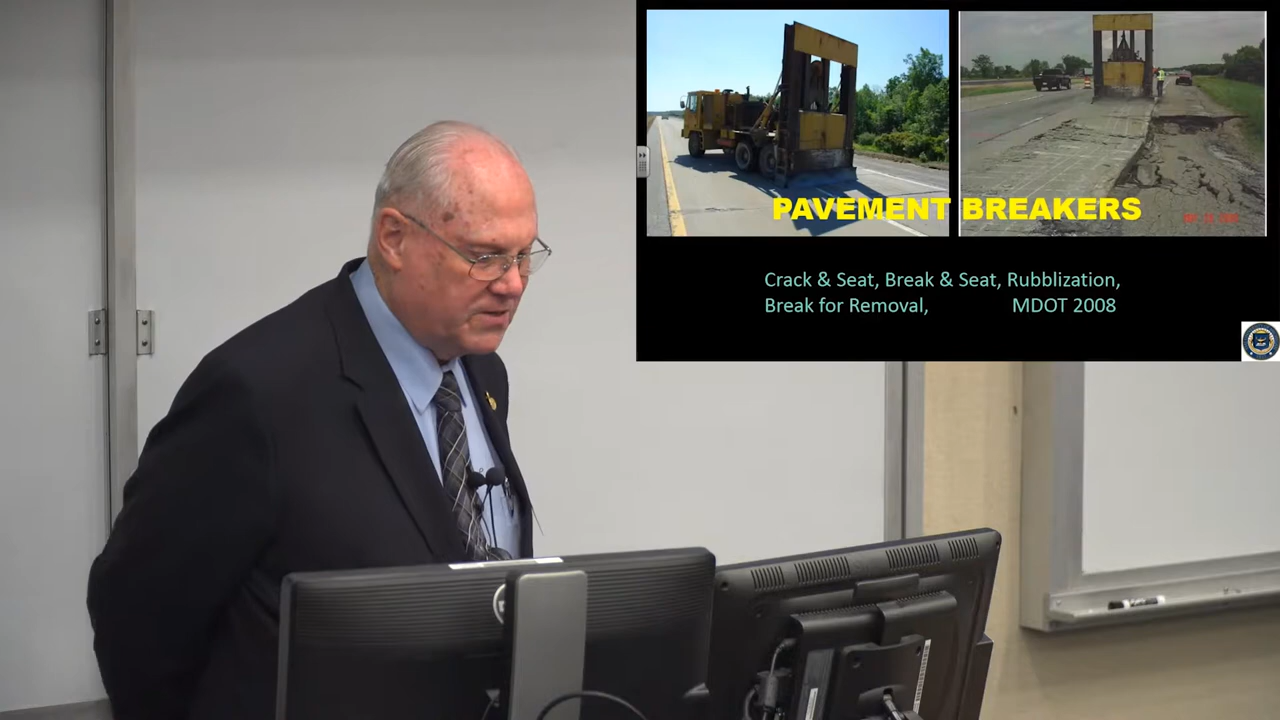 PAVEMENT BREAKERS
Crack & Seat, Break & Seat, Rubblization,
Break for Removal, MDOT 2008